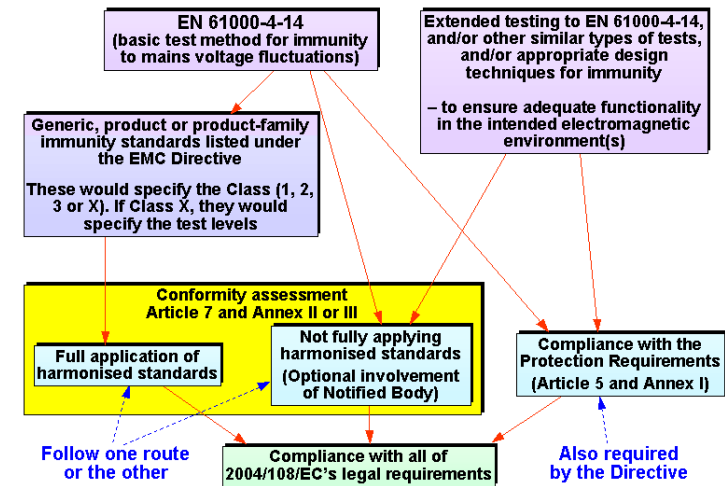 EN 61000-4-14
(basic test method for immunity
to mains voltage fluctuations)
Extended testing to EN 61000-4-14,
and/or other similar types of tests,
and/or appropriate design
techniques for immunity
– to ensure adequate functionality
in the intended electromagnetic
environment(s)
Generic, product or product-family
immunity standards listed under
the EMC Directive
These would specify the Class (1, 2,
3 or X). If Class X, they would
specify the test levels
Conformity assessment
Article 7 and Annex II or III
Full application of
harmonised standards
Not fully applying
harmonised standards
(Optional involvement
of Notified Body)
Compliance with the
Protection Requirements
(Article 5 and Annex I)
Follow one route
or the other
Compliance with all of
2004/108/EC's legal requirements
Also required
by the Directive